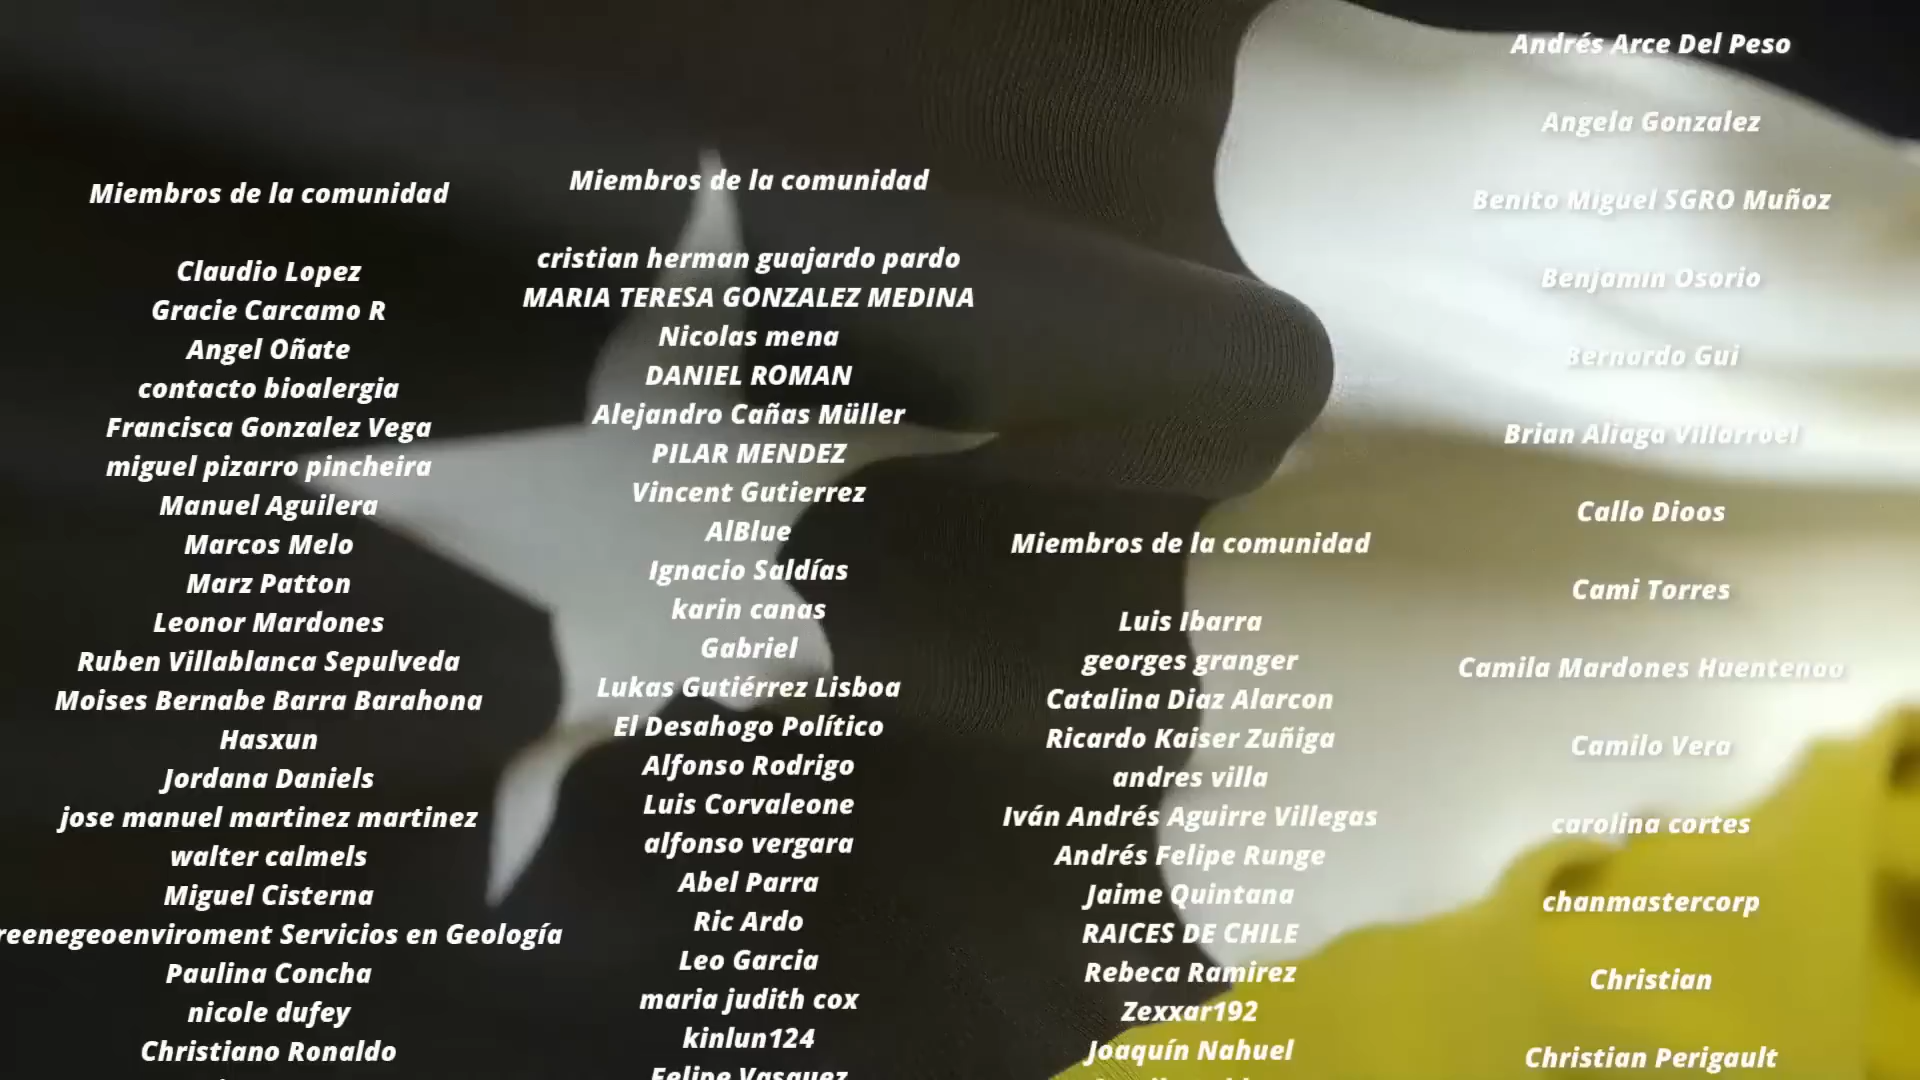 Miembros de la comunidad
Claudio Lopez
Gracie Carcamo R
Angel Oñate
contacto bioalergia
Francisca Gonzalez Vega
miguel pizarro pincheira
Manuel Aguilera
Marcos Melo
Marz Patton
Leonor Mardones
Ruben Villablanca Sepulveda
Moises Bernabe Barra Barahona
Hasxun
Jordana Daniels
jose manuel martinez martinez
walter calmels
Miguel Cisterna
reenegeoenviroment Servicios en Geología
Paulina Concha
nicole dufey
Christiano Ronaldo
Miembros de la comunidad
cristian herman guajardo pardo
MARIA TERESA GONZALEZ MEDINA
Nicolas mena
DANIEL ROMAN
Alejandro Cañas Müller
PILAR MENDEZ
Vincent Gutierrez
AlBlue
Ignacio Saldías
karin canas
Gabriel
Lukas Gutiérrez Lisboa
El Desahogo Político
Alfonso Rodrigo
Luis Corvaleone
alfonso vergara
Abel Parra
Ric Ardo
Leo Garcia
maria judith cox
kinlun124
Felipe Vasquez
Miembros de la comunidad
Luis Ibarra
georges granger
Catalina Diaz Alarcon
Ricardo Kaiser Zuñiga
andres villa
Iván Andrés Aguirre Villegas
Andrés Felipe Runge
Jaime Quintana
RAICES DE CHILE
Rebeca Ramirez
Zexxar192
Joaquín Nahuel
Andrés Arce Del Peso
Angela Gonzalez
Benito Miguel SGRO Muñoz
Benjamin Osorio
Bernardo Gui
Brian Aliaga Villarroel
Callo Dioos
Cami Torres
Camila Mardones Huentenao
Camilo Vera
carolina cortes
chanmastercorp
Christian
Christian Perigault